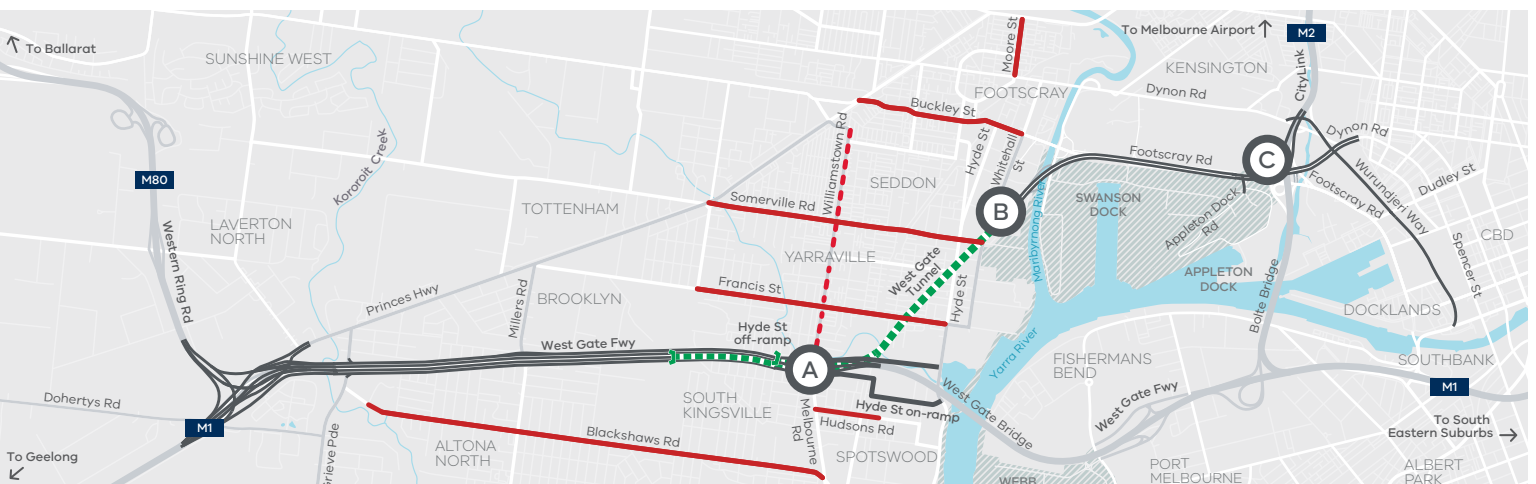 To Ballarat
SUNSHINE WEST
Moore St
To Melbourne Airport
M2
KENSINGTON
CityLink
FOOTSCRAY
Dynon Rd
Buckley St
Dynon Rd
Kororoit Creek
Williamstown Rd
Hyde St
Whitehall
St
Footscray Rd
C
M80
SEDDON
Footscray Rd
Wurundjeri Way
Dudley St
Somerville Rd
B
SWANSON
DOCK
Appleton Dock
Rd
TOTTENHAM
LAVERTON
NORTH
Maribyrnong River
CBD
YARRAVILLE
West Gate
Tunnel
Spencer St
Western Ring Rd
Princes Hwy
Millers Rd
BROOKLYN
Francis St
Hyde St
APPLETON
DOCK
Bolte Bridge
DOCKLANDS
Hyde St
off-ramp
West Gate Fwy
Yarra River
FISHERMANS
BEND
SOUTHBANK
A
M1
West Gate Fwy
West Gate Bridge
Dohertys Rd
SOUTH
KINGSVILLE
Melbourne
Rd
Hyde St on-ramp
Hudsons Rd
M1
Blackshaws Rd
To South
Eastern Suburbs
Grieve Pde
ALTONA
NORTH
SPOTSWOOD
To Geelong
PORT
MELBOURNE
ALBERT
PARK
WEBB